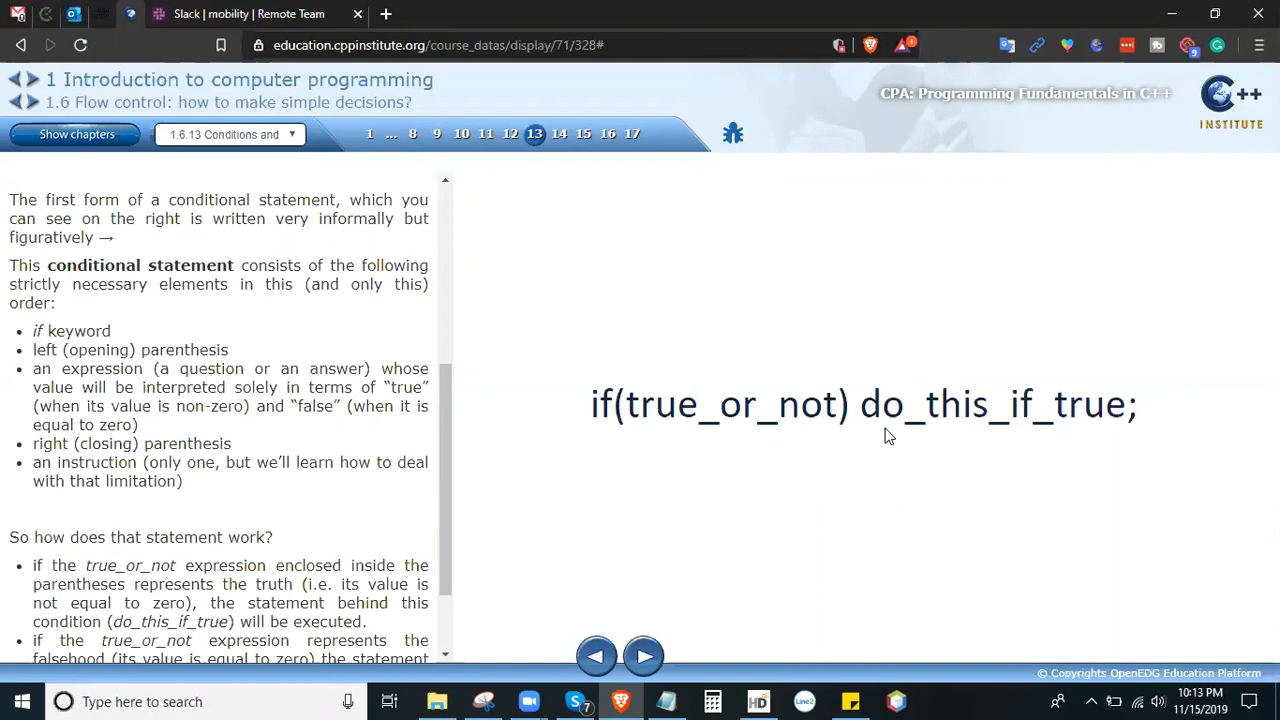 Slack | mobility | Remote Team
education.cppinstitute.org/course_datas/display/71/328#
1 Introduction to computer programming
1.6 Flow control: how to make simple decisions?
CPA: Programming Fundamentals in C++
C++
INSTITUTE
Show chapters
1.6.13 Conditions and
1 ... 8 9 10 11 12 13 14 15 16 17
The first form of a conditional statement, which you
can see on the right is written very informally but
figuratively →
This conditional statement consists of the following
strictly necessary elements in this (and only this)
order:
• if keyword
• left (opening) parenthesis
• an expression (a question or an answer) whose
value will be interpreted solely in terms of “true”
(when its value is non-zero) and “false” (when it is
equal to zero)
• right (closing) parenthesis
• an instruction (only one, but we’ll learn how to deal
with that limitation)
So how does that statement work?
• if the true_or_not expression enclosed inside the
parentheses represents the truth (i.e. its value is
not equal to zero), the statement behind this
condition (do_this_if_true) will be executed.
• if the true_or_not expression represents the
falsehood (its value is equal to zero) the statement
if(true_or_not) do_this_if_true;
© Copyrights OpenEDG Education Platform
Type here to search
10:13 PM
11/15/2019